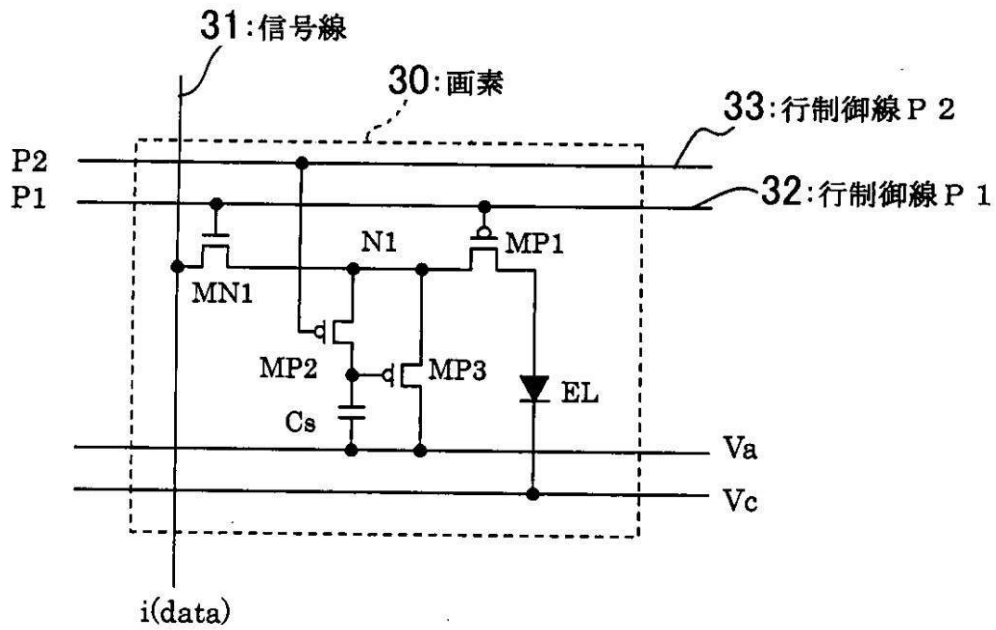 31:信号線
30:画素
33:行制御線P2
P2
P1
32:行制御線P1
N1
MP1
MN1
MP2
MP3
EL
Cs
Va
Vc
i(data)